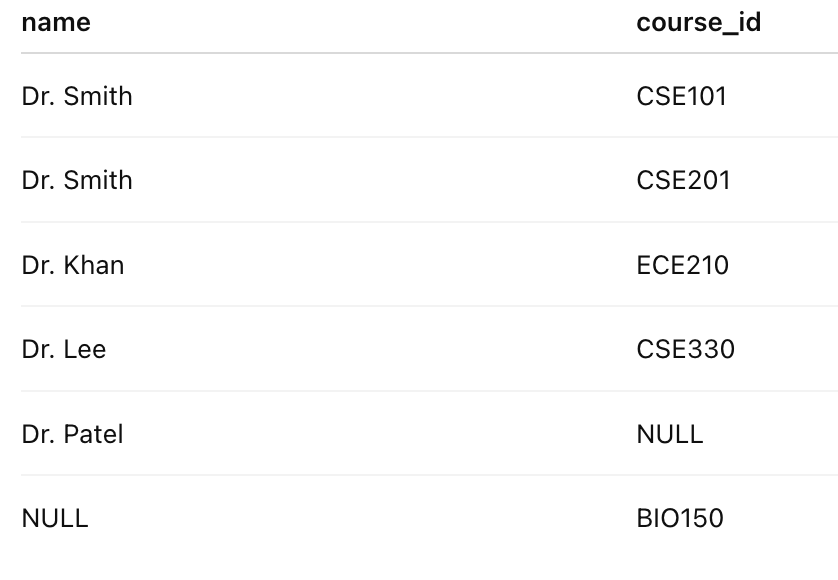 name course_id
Dr. Smith CSE101
Dr. Smith CSE201
Dr. Khan ECE210
Dr. Lee CSE330
Dr. Patel NULL
NULL BIO150